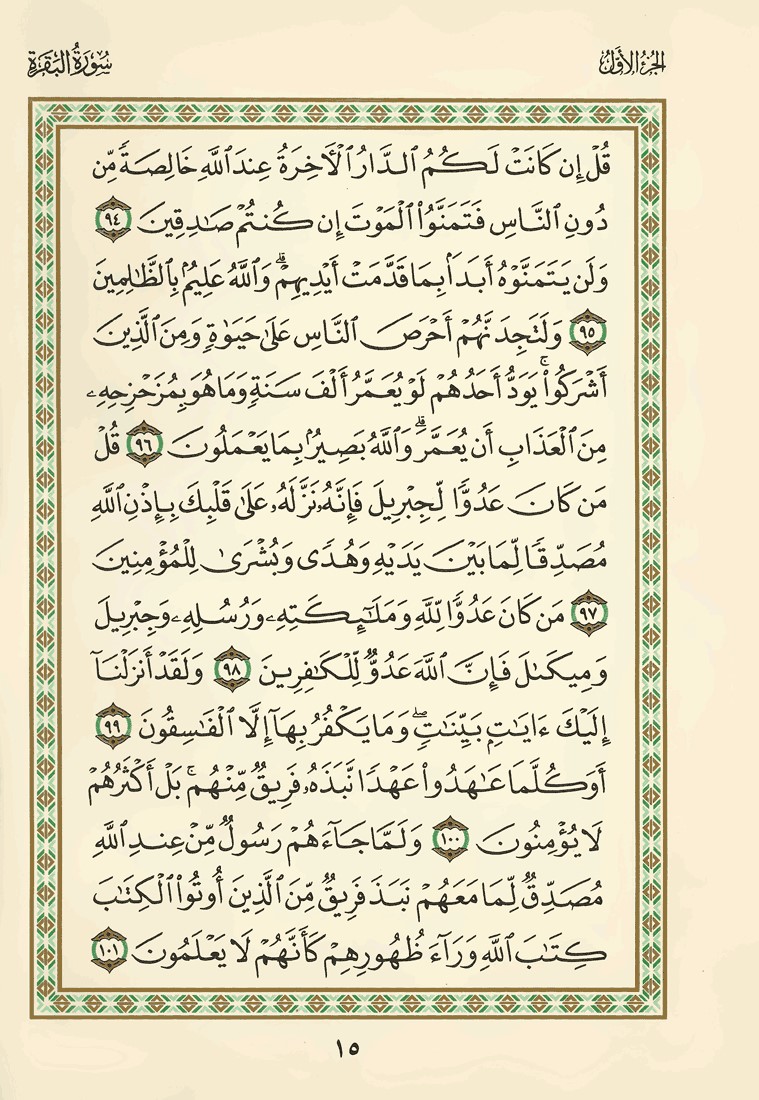 الجزء الأول
سورة البقرة
قُلْ إِن كَانَتْ لَكُمُ ٱلدَّارُ ٱلْأَخِرَةُ عِندَ ٱللَّهِ خَالِصَةً مِّن
دُونِ ٱلنَّاسِ فَتَمَنَّوُا۟ ٱلْمَوْتَ إِن كُنتُمْ صَٰدِقِينَ ٩٤
وَلَن يَتَمَنَّوْهُ أَبَدًۢا بِمَا قَدَّمَتْ أَيْدِيهِمْ ۗ وَٱللَّهُ عَلِيمٌۢ بِٱلظَّٰلِمِينَ
٩٥ وَلَتَجِدَنَّهُمْ أَحْرَصَ ٱلنَّاسِ عَلَىٰ حَيَوٰةٍ وَمِنَ ٱلَّذِينَ
أَشْرَكُوا۟ ۚ يَوَدُّ أَحَدُهُمْ لَوْ يُعَمَّرُ أَلْفَ سَنَةٍ وَمَا هُوَ بِمُزَحْزِحِهِۦ
مِنَ ٱلْعَذَابِ أَن يُعَمَّرَ ۗ وَٱللَّهُ بَصِيرٌۢ بِمَا يَعْمَلُونَ ٩٦ قُلْ
مَن كَانَ عَدُوًّا لِّجِبْرِيلَ فَإِنَّهُۥ نَزَّلَهُۥ عَلَىٰ قَلْبِكَ بِإِذْنِ ٱللَّهِ
مُصَدِّقًا لِّمَا بَيْنَ يَدَيْهِ وَهُدًى وَبُشْرَىٰ لِلْمُؤْمِنِينَ
٩٧ مَن كَانَ عَدُوًّا لِّلَّهِ وَمَلَٰٓئِكَتِهِۦ وَرُسُلِهِۦ وَجِبْرِيلَ
وَمِيكَىٰلَ فَإِنَّ ٱللَّهَ عَدُوٌّ لِّلْكَٰفِرِينَ ٩٨ وَلَقَدْ أَنزَلْنَآ
إِلَيْكَ ءَايَٰتٍۭ بَيِّنَٰتٍ ۖ وَمَا يَكْفُرُ بِهَآ إِلَّا ٱلْفَٰسِقُونَ ٩٩
أَوَكُلَّمَا عَٰهَدُوا۟ عَهْدًا نَّبَذَهُۥ فَرِيقٌ مِّنْهُم ۚ بَلْ أَكْثَرُهُمْ
لَا يُؤْمِنُونَ ١٠٠ وَلَمَّا جَآءَهُمْ رَسُولٌ مِّنْ عِندِ ٱللَّهِ
مُصَدِّقٌ لِّمَا مَعَهُمْ نَبَذَ فَرِيقٌ مِّنَ ٱلَّذِينَ أُوتُوا۟ ٱلْكِتَٰبَ
كِتَٰبَ ٱللَّهِ وَرَآءَ ظُهُورِهِمْ كَأَنَّهُمْ لَا يَعْلَمُونَ ١٠١
١٥